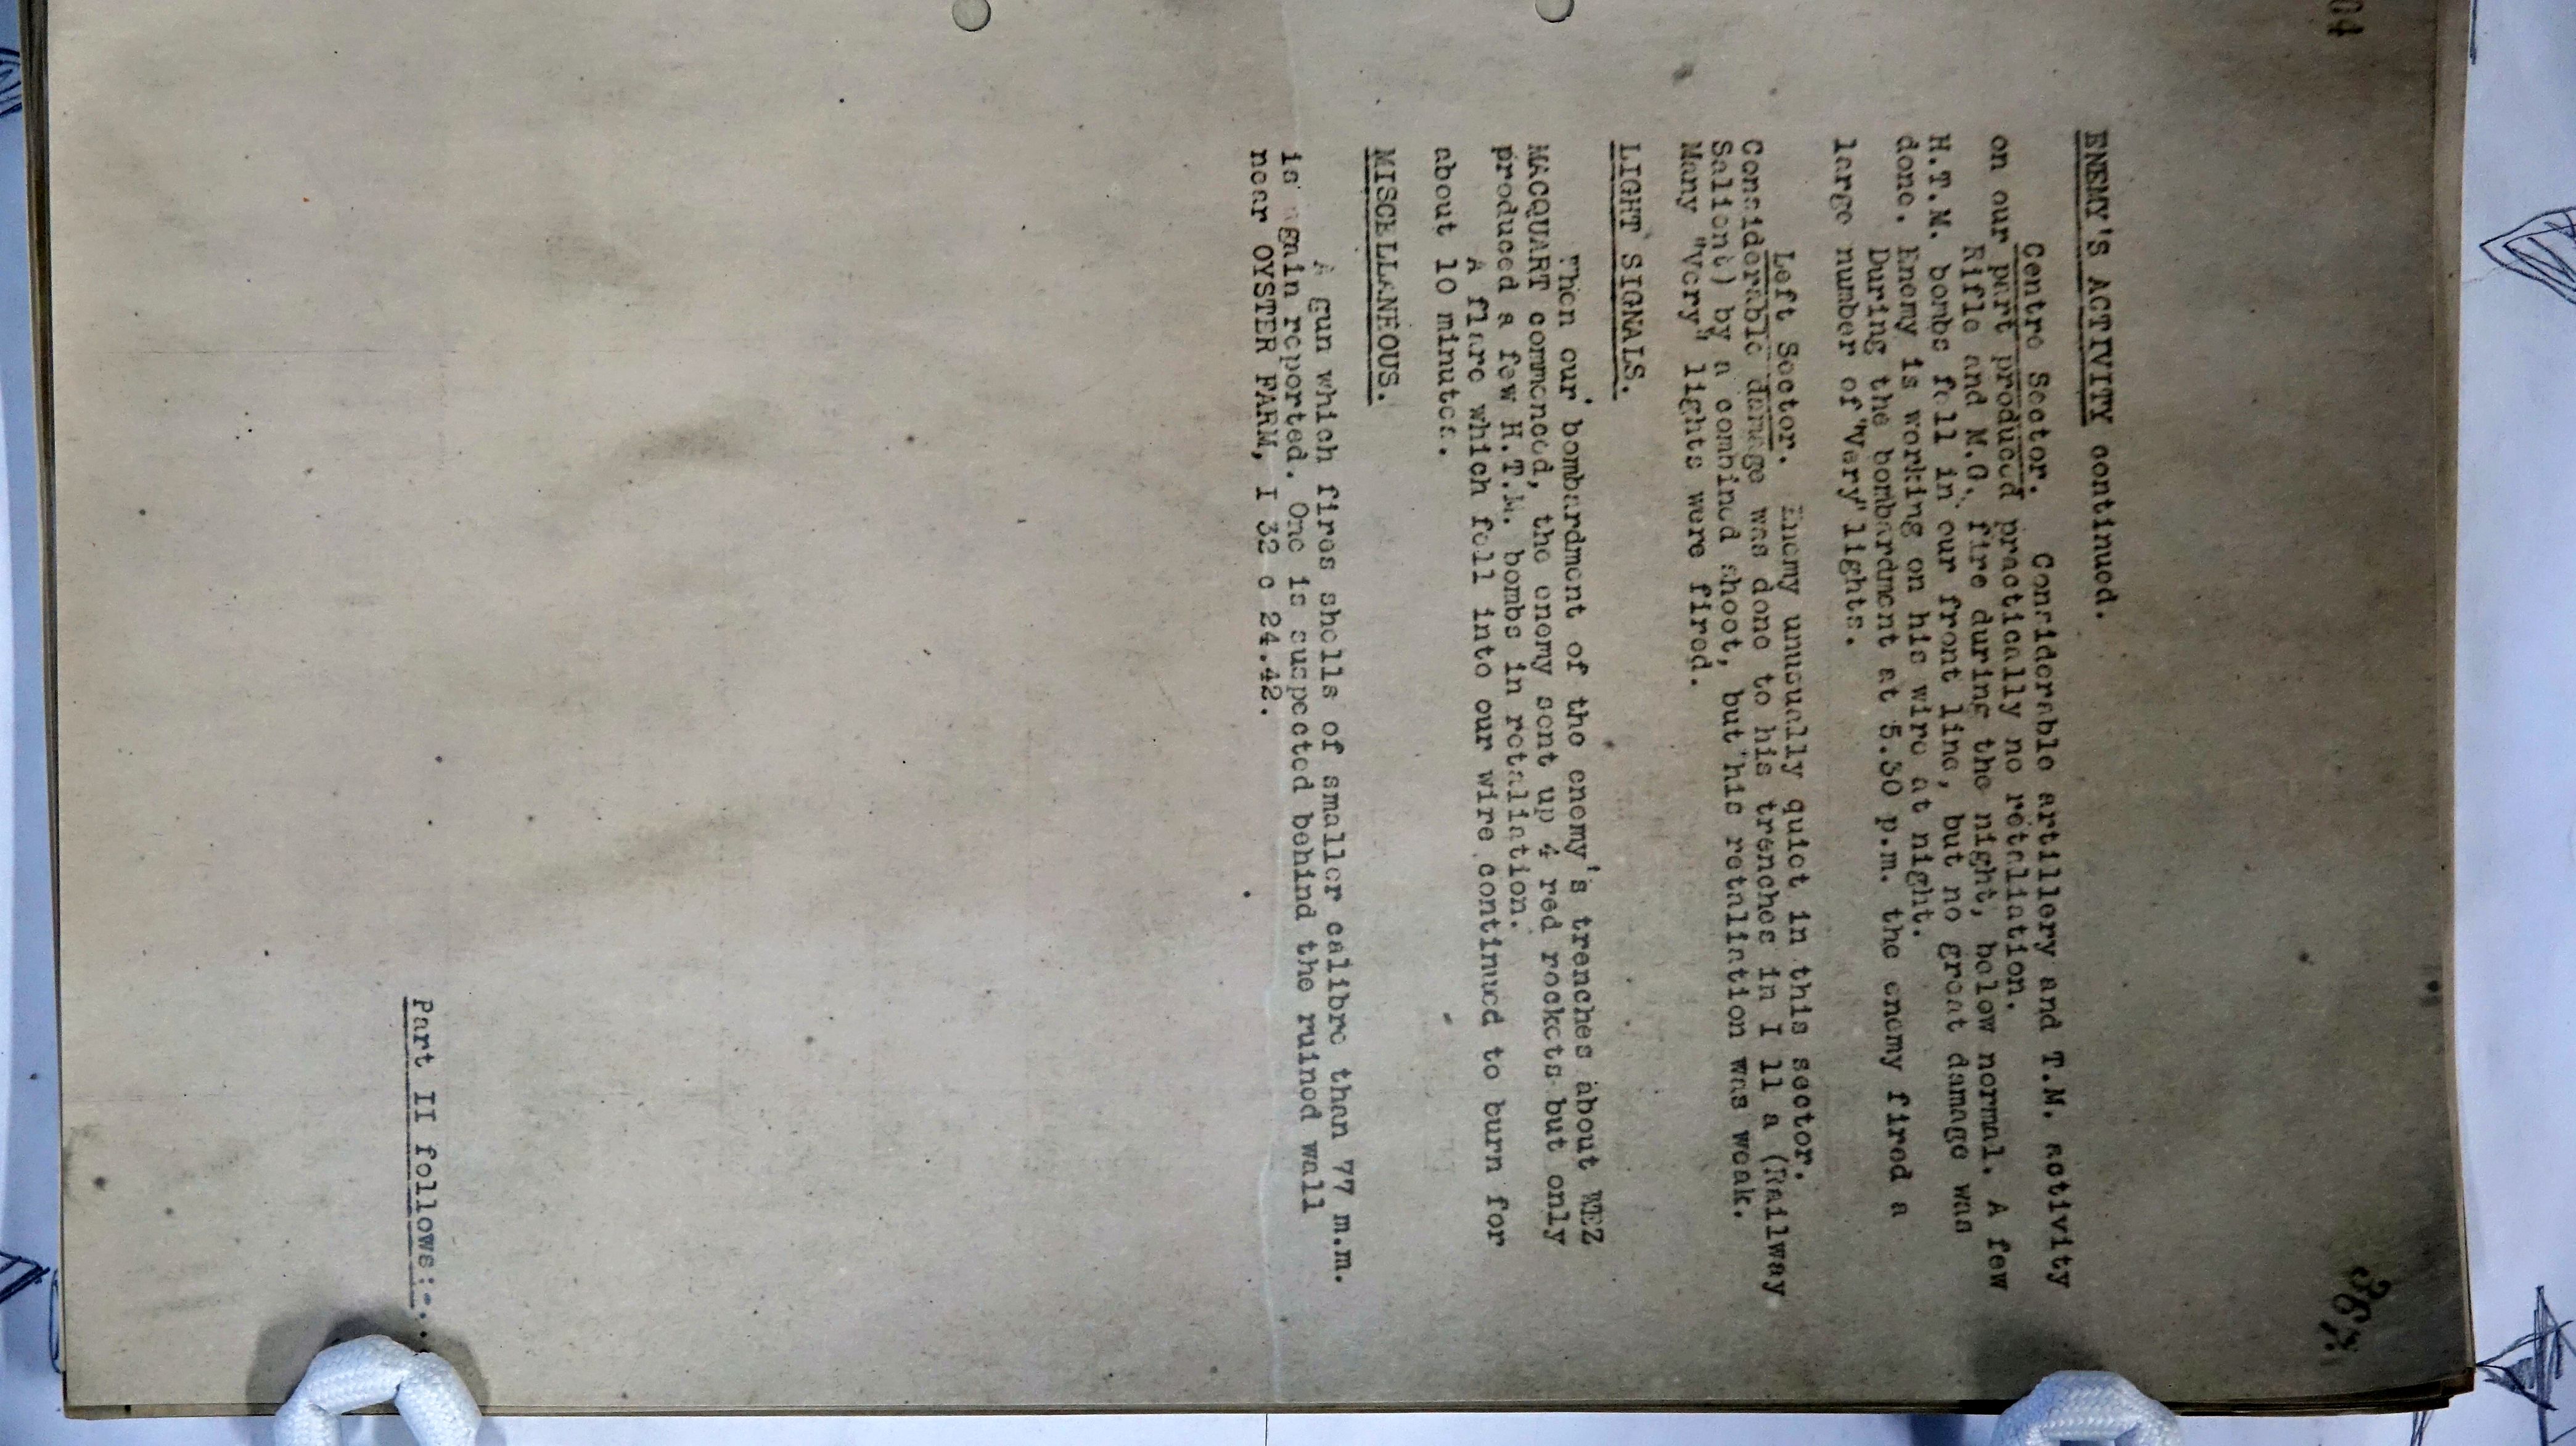 04
367.
ENEMY'S ACTIVITY continued.
Centre Sector. Considerable artillery and T.M. activity
on our part produced practically no retaliation.
Rifle and M.G. fire during the night, below normal. A few
H.T.M. bombs fell in our front line, but no great damage was
done. Enemy is working on his wire at night.
During the bombardment at 5.30 p.m. the enemy fired a
large number of "Very" lights.
Left Sector. Enemy unusually quiet in this sector.
Considerable damage was done to his trenches in I 11 a (Railway
Salient) by a combined shoot, but his retaliation was weak.
Many "Very" lights were fired.
LIGHT SIGNALS.
When our bombardment of the enemy's trenches about WEZ
MACQUART commenced, the enemy sent up 4 red rockets but only
produced a few H.T.M. bombs in retaliation.
A flare which fell into our wire continued to burn for
about 10 minutes.
MISCELLANEOUS.
A gun which fires shells of smaller calibre than 77 m.m.
is again reported. One is suspected behind the ruined wall
near OYSTER FARM, I 32 c 24.42.
Part II follows:-..